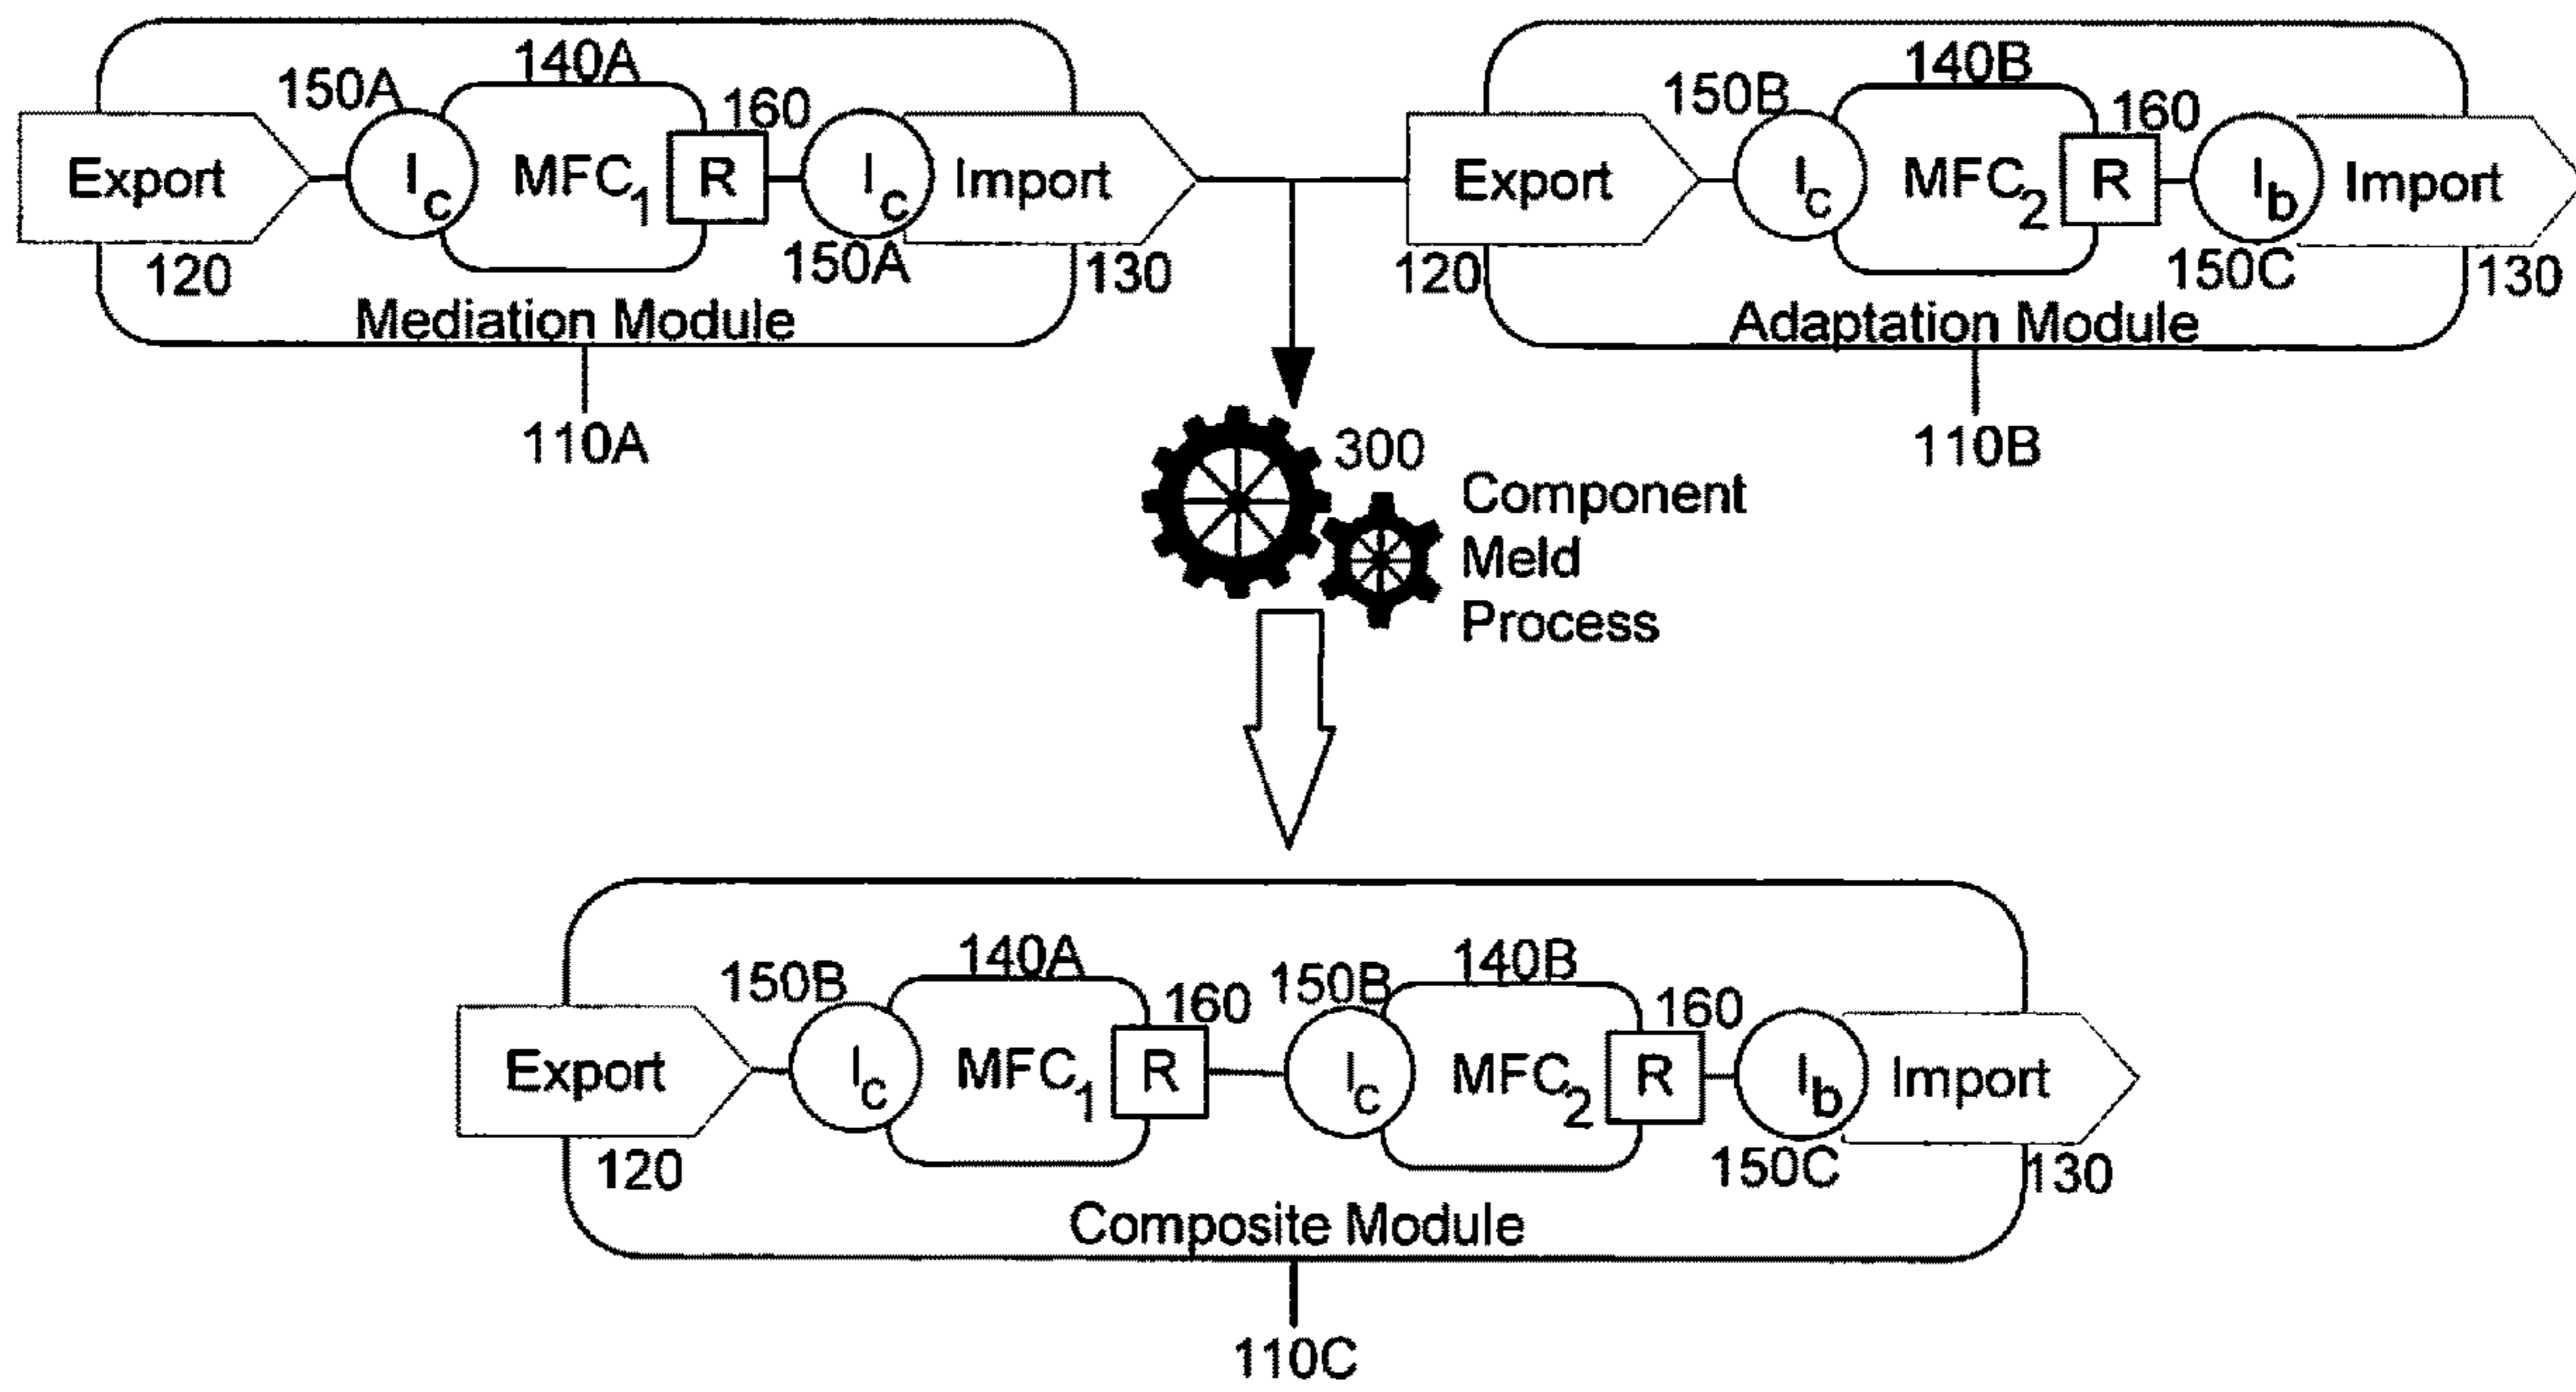 140A
150A
160
Export
Ic
MFC1
R
Ic
Import
120
150A
130
Mediation Module
110A
140B
150B
160
Export
Ic
MFC2
R
Ib
Import
120
150C
130
Adaptation Module
110B
300
Component
Meld
Process
140A
150B
160
150B
140B
160
Export
Ic
MFC1
R
Ic
MFC2
R
Ib
Import
120
150C
130
Composite Module
110C